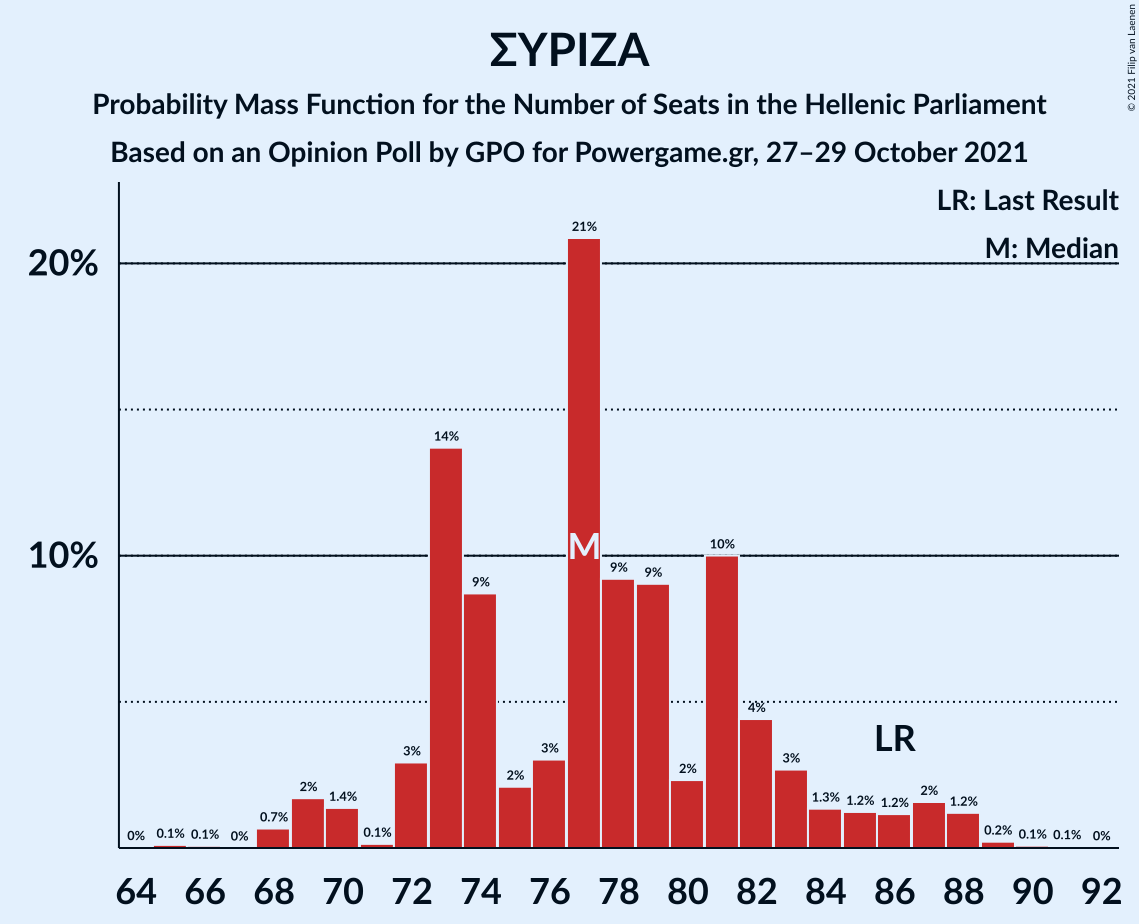 ΣΥΡΙΖΑ
Probability Mass Function for the Number of Seats in the Hellenic Parliament
Based on an Opinion Poll by GPO for Powergame.gr, 27–29 October 2021
© 2021 Filip van Laenen
LR: Last Result
M: Median
20%
10%
0% 0.1% 0.1% 0% 0.7% 2% 1.4% 0.1% 3% 14% 9% 2% 3% 21% 9% 9% 2% 10% 4% 3% 1.3% 1.2% 1.2% 2% 1.2% 0.2% 0.1% 0.1% 0%
M
LR
64 66 68 70 72 74 76 78 80 82 84 86 88 90 92